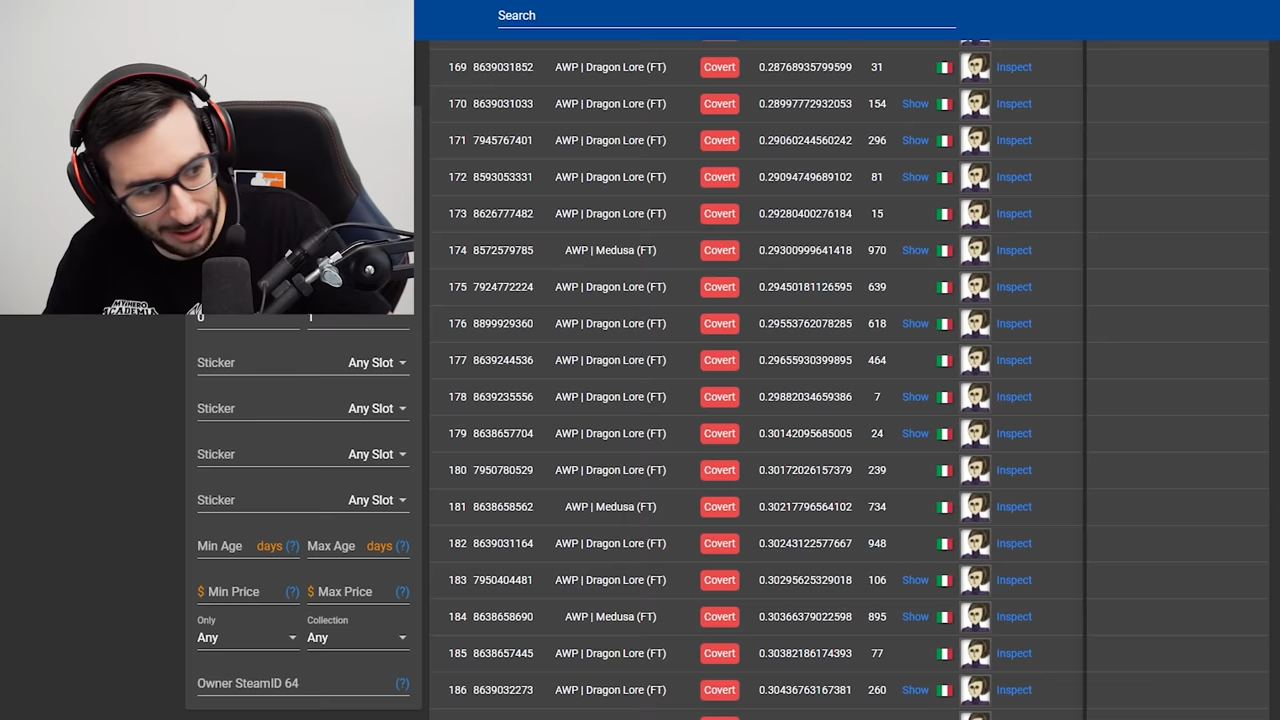 Search
169 8639031852 AWP | Dragon Lore (FT) Covert 0.28768935799599 31 Inspect
170 8639031033 AWP | Dragon Lore (FT) Covert 0.28997772932053 154 Show Inspect
171 7945767401 AWP | Dragon Lore (FT) Covert 0.29060244560242 296 Show Inspect
172 8593053331 AWP | Dragon Lore (FT) Covert 0.29094749689102 81 Show Inspect
173 8626777482 AWP | Dragon Lore (FT) Covert 0.29280400276184 15 Inspect
174 8572579785 AWP | Medusa (FT) Covert 0.29300999641418 970 Show Inspect
175 7924772224 AWP | Dragon Lore (FT) Covert 0.29450181126595 639 Inspect
176 8899929360 AWP | Dragon Lore (FT) Covert 0.29553762078285 618 Show Inspect
177 8639244536 AWP | Dragon Lore (FT) Covert 0.29655930399895 464 Inspect
178 8639235556 AWP | Dragon Lore (FT) Covert 0.29882034659386 7 Show Inspect
179 8638657704 AWP | Dragon Lore (FT) Covert 0.30142095685005 24 Show Inspect
180 7950780529 AWP | Dragon Lore (FT) Covert 0.30172026157379 239 Inspect
181 8638658562 AWP | Medusa (FT) Covert 0.30217796564102 734 Inspect
182 8639031164 AWP | Dragon Lore (FT) Covert 0.30243122577667 948 Inspect
183 7950404481 AWP | Dragon Lore (FT) Covert 0.30295625329018 106 Show Inspect
184 8638658690 AWP | Medusa (FT) Covert 0.30366379022598 895 Show Inspect
185 8638657445 AWP | Dragon Lore (FT) Covert 0.30382186174393 77 Inspect
186 8639032273 AWP | Dragon Lore (FT) Covert 0.30436763167381 260 Show Inspect
MY HERO
ACADEMIA
0 1
Sticker Any Slot
Sticker Any Slot
Sticker Any Slot
Sticker Any Slot
Min Age days (?) Max Age days (?)
$ Min Price (?) $ Max Price (?)
Only Collection
Any Any
Owner SteamID 64 (?)